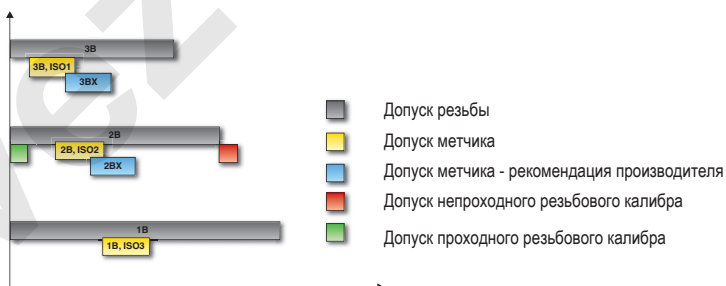 3B
3B, ISO1
3BX
2B
2B, ISO2
2BX
1B
1B, ISO3
Допуск резьбы
Допуск метчика
Допуск метчика - рекомендация производителя
Допуск непроходного резьбового калибра
Допуск проходного резьбового калибра